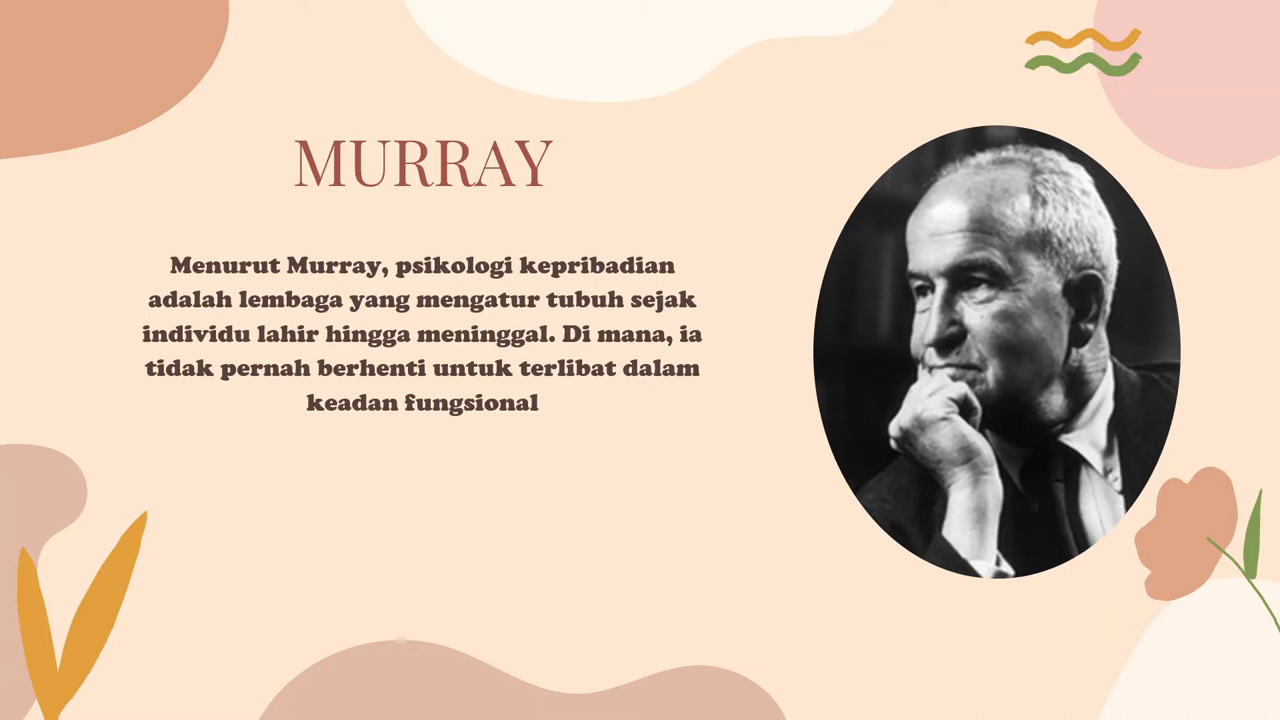 MURRAY
Menurut Murray, psikologi kepribadian
adalah lembaga yang mengatur tubuh sejak
individu lahir hingga meninggal. Di mana, ia
tidak pernah berhenti untuk terlibat dalam
keadan fungsional